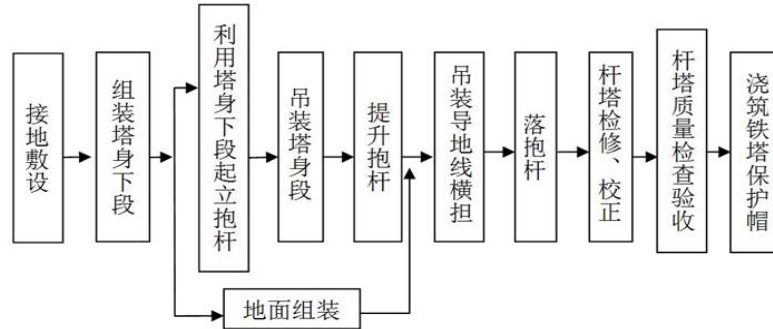 接地敷设
组装塔身下段
利用塔身下段起立抱杆
吊装塔身段
提升抱杆
吊装导地线横担
落抱杆
杆塔检修、校正
杆塔质量检查验收
浇筑铁塔保护帽
地面组装